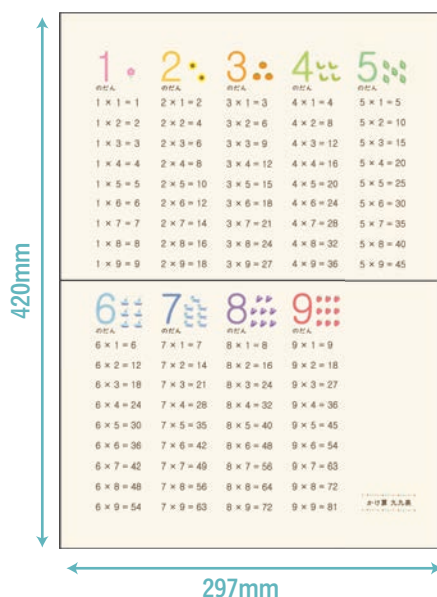 1 2 3 4 5
のだん のだん のだん のだん のだん
1 × 1 = 1 2 × 1 = 2 3 × 1 = 3 4 × 1 = 4 5 × 1 = 5
1 × 2 = 2 2 × 2 = 4 3 × 2 = 6 4 × 2 = 8 5 × 2 = 10
1 × 3 = 3 2 × 3 = 6 3 × 3 = 9 4 × 3 = 12 5 × 3 = 15
1 × 4 = 4 2 × 4 = 8 3 × 4 = 12 4 × 4 = 16 5 × 4 = 20
1 × 5 = 5 2 × 5 = 10 3 × 5 = 15 4 × 5 = 20 5 × 5 = 25
1 × 6 = 6 2 × 6 = 12 3 × 6 = 18 4 × 6 = 24 5 × 6 = 30
1 × 7 = 7 2 × 7 = 14 3 × 7 = 21 4 × 7 = 28 5 × 7 = 35
1 × 8 = 8 2 × 8 = 16 3 × 8 = 24 4 × 8 = 32 5 × 8 = 40
1 × 9 = 9 2 × 9 = 18 3 × 9 = 27 4 × 9 = 36 5 × 9 = 45
6 7 8 9
のだん のだん のだん のだん
6 × 1 = 6 7 × 1 = 7 8 × 1 = 8 9 × 1 = 9
6 × 2 = 12 7 × 2 = 14 8 × 2 = 16 9 × 2 = 18
6 × 3 = 18 7 × 3 = 21 8 × 3 = 24 9 × 3 = 27
6 × 4 = 24 7 × 4 = 28 8 × 4 = 32 9 × 4 = 36
6 × 5 = 30 7 × 5 = 35 8 × 5 = 40 9 × 5 = 45
6 × 6 = 36 7 × 6 = 42 8 × 6 = 48 9 × 6 = 54
6 × 7 = 42 7 × 7 = 49 8 × 7 = 56 9 × 7 = 63
6 × 8 = 48 7 × 8 = 56 8 × 8 = 64 9 × 8 = 72
6 × 9 = 54 7 × 9 = 63 8 × 9 = 72 9 × 9 = 81
かけ算 九九表
420mm
297mm